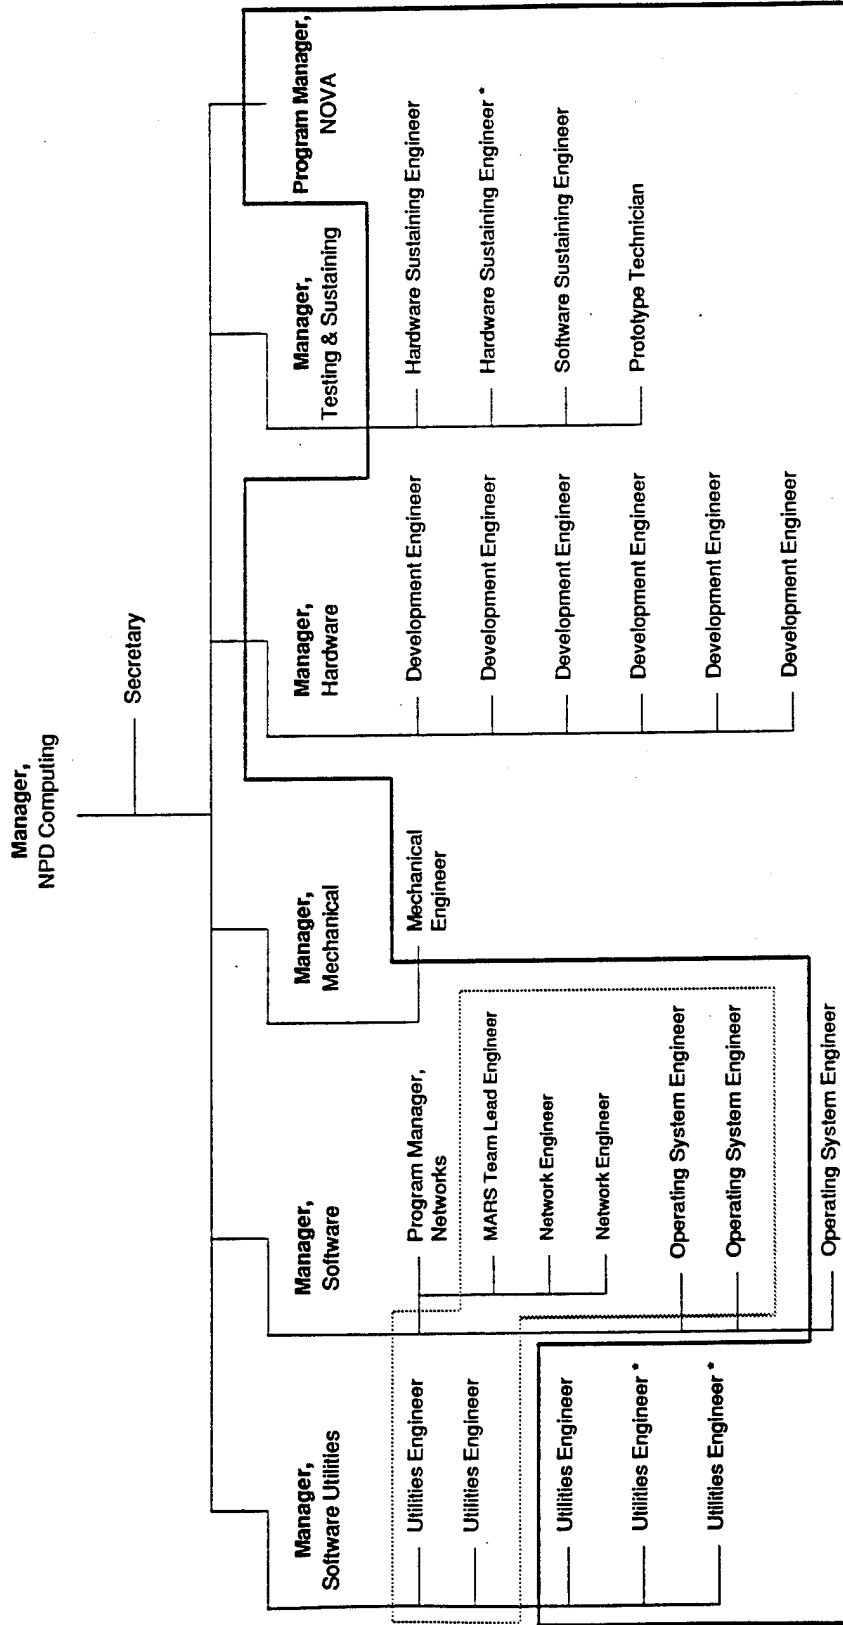 Manager,
NPD Computing
Secretary
Manager,
Software Utilities
Utilities Engineer
Utilities Engineer
Utilities Engineer
Utilities Engineer *
Utilities Engineer *
Manager,
Software
Program Manager,
Networks
MARS Team Lead Engineer
Network Engineer
Network Engineer
Operating System Engineer
Operating System Engineer
Operating System Engineer
Manager,
Mechanical
Mechanical
Engineer
Manager,
Hardware
Development Engineer
Development Engineer
Development Engineer
Development Engineer
Development Engineer
Development Engineer
Manager,
Testing & Sustaining
Hardware Sustaining Engineer
Hardware Sustaining Engineer *
Software Sustaining Engineer
Prototype Technician
Program Manager,
NOVA